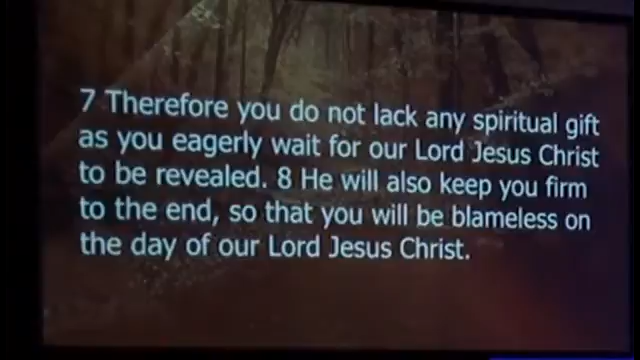 7 Therefore you do not lack any spiritual gift
as you eagerly wait for our Lord Jesus Christ
to be revealed. 8 He will also keep you firm
to the end, so that you will be blameless on
the day of our Lord Jesus Christ.